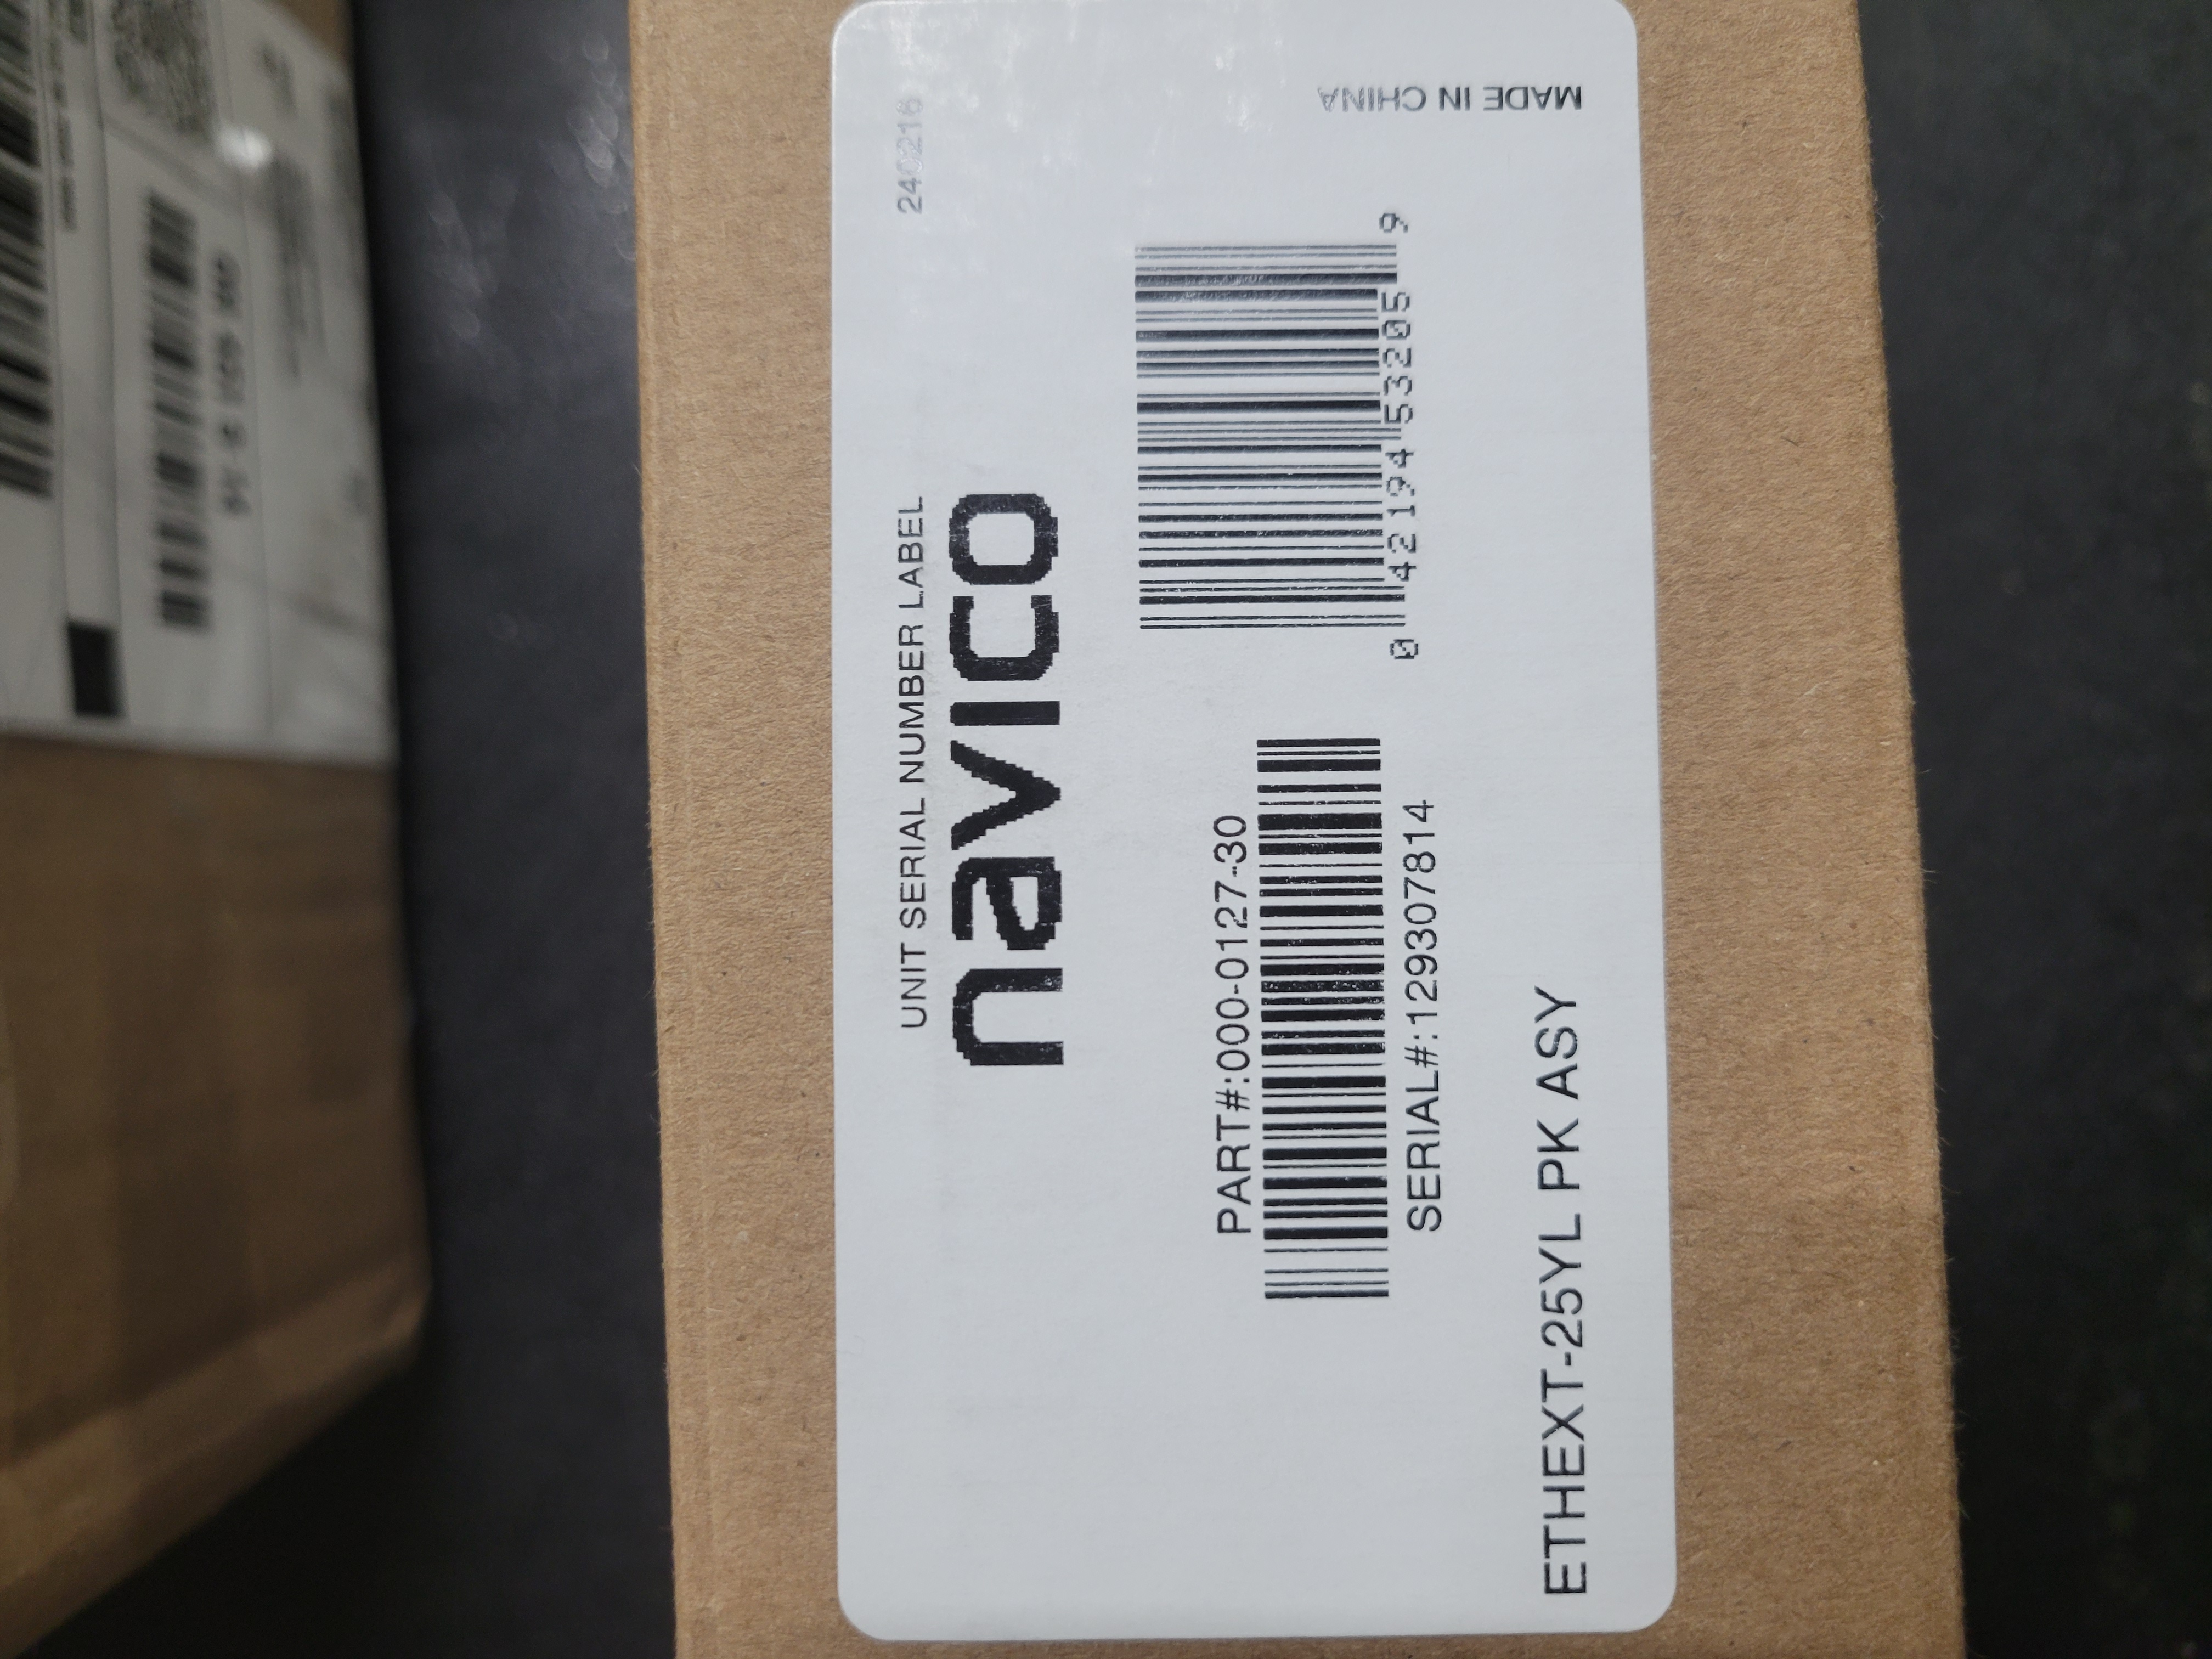 UNIT SERIAL NUMBER LABEL
240216
navico
PART#:000-0127-30
SERIAL#:129307814
0 42194 53205 9
ETHEXT-25YL PK ASY
MADE IN CHINA